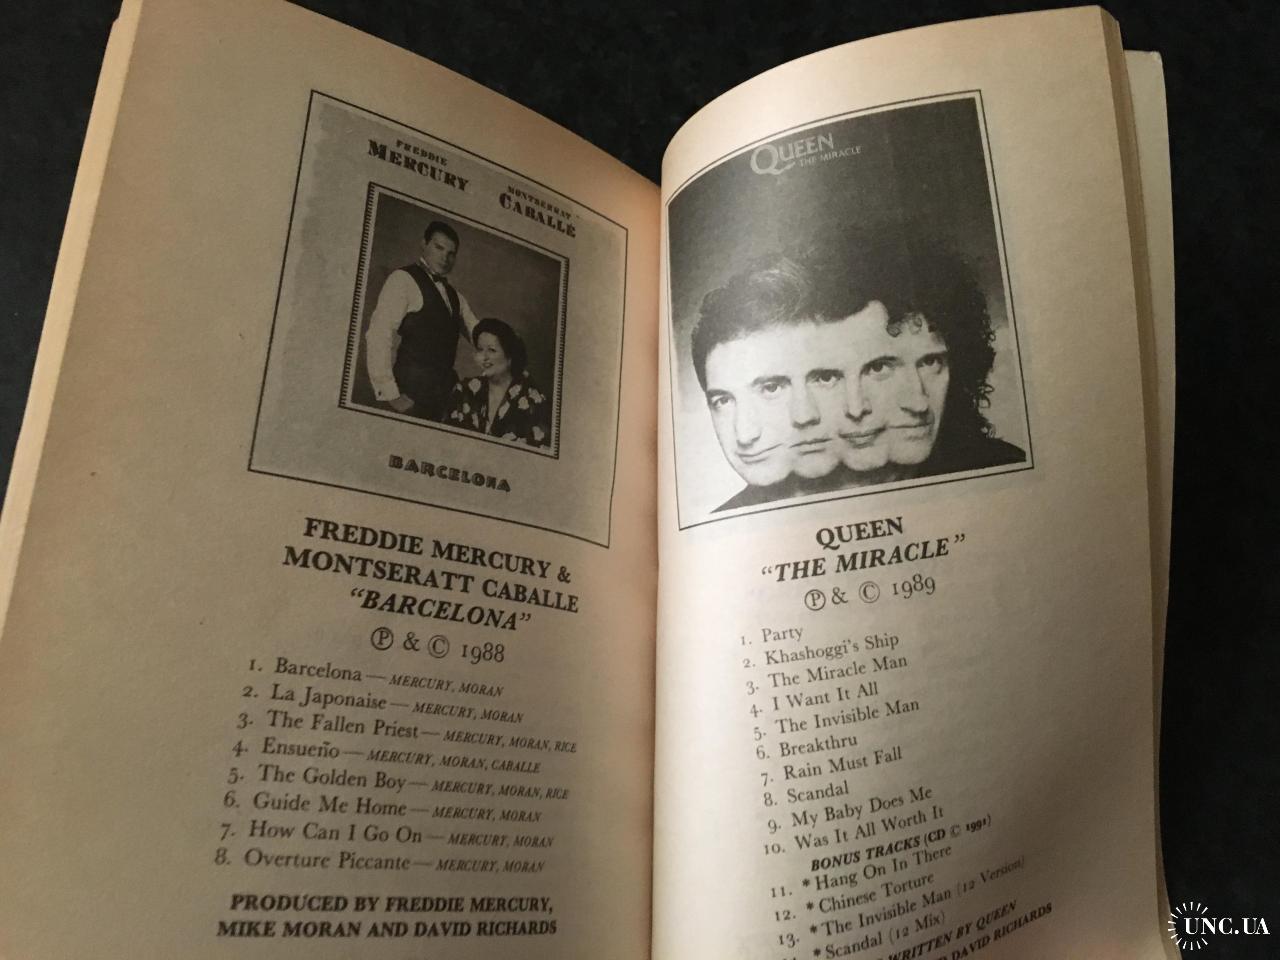 FREDDIE
MERCURY
MONTSERRAT
CABALLÉ
BARCELONA
FREDDIE MERCURY &
MONTSERATT CABALLE
“BARCELONA”
Ⓟ & © 1988
1. Barcelona — MERCURY, MORAN
2. La Japonaise — MERCURY, MORAN
3. The Fallen Priest — MERCURY, MORAN, RICE
4. Ensueño — MERCURY, MORAN, CABALLE
5. The Golden Boy — MERCURY, MORAN, RICE
6. Guide Me Home — MERCURY, MORAN
7. How Can I Go On — MERCURY, MORAN
8. Overture Piccante — MERCURY, MORAN
PRODUCED BY FREDDIE MERCURY,
MIKE MORAN AND DAVID RICHARDS
QUEEN
THE MIRACLE
QUEEN
“THE MIRACLE”
Ⓟ & © 1989
1. Party
2. Khashoggi's Ship
3. The Miracle Man
4. I Want It All
5. The Invisible Man
6. Breakthru
7. Rain Must Fall
8. Scandal
9. My Baby Does Me
10. Was It All Worth It
BONUS TRACKS (CD © 1991)
11. * Hang On In There
12. * Chinese Torture
13. * The Invisible Man (12 Version)
* Scandal (12 Mix)
WRITTEN BY QUEEN
DAVID RICHARDS
UNC.UA